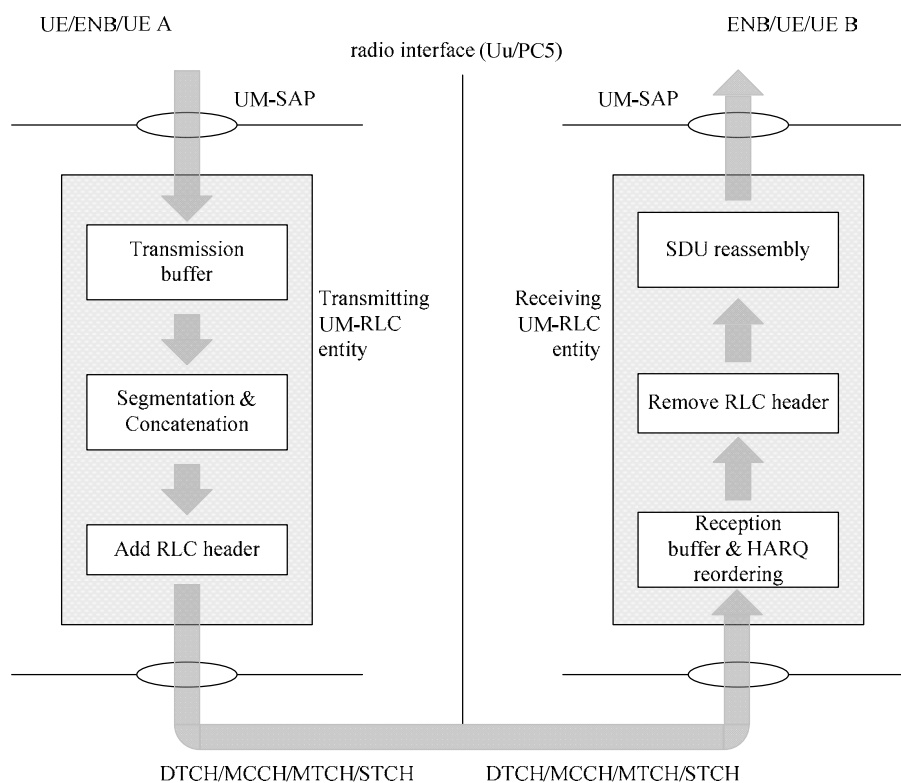 UE/ENB/UE A
ENB/UE/UE B
radio interface (Uu/PC5)
UM-SAP
UM-SAP
Transmission
buffer
Segmentation &
Concatenation
Add RLC header
Transmitting
UM-RLC
entity
Receiving
UM-RLC
entity
SDU reassembly
Remove RLC header
Reception
buffer & HARQ
reordering
DTCH/MCCH/MTCH/STCH
DTCH/MCCH/MTCH/STCH